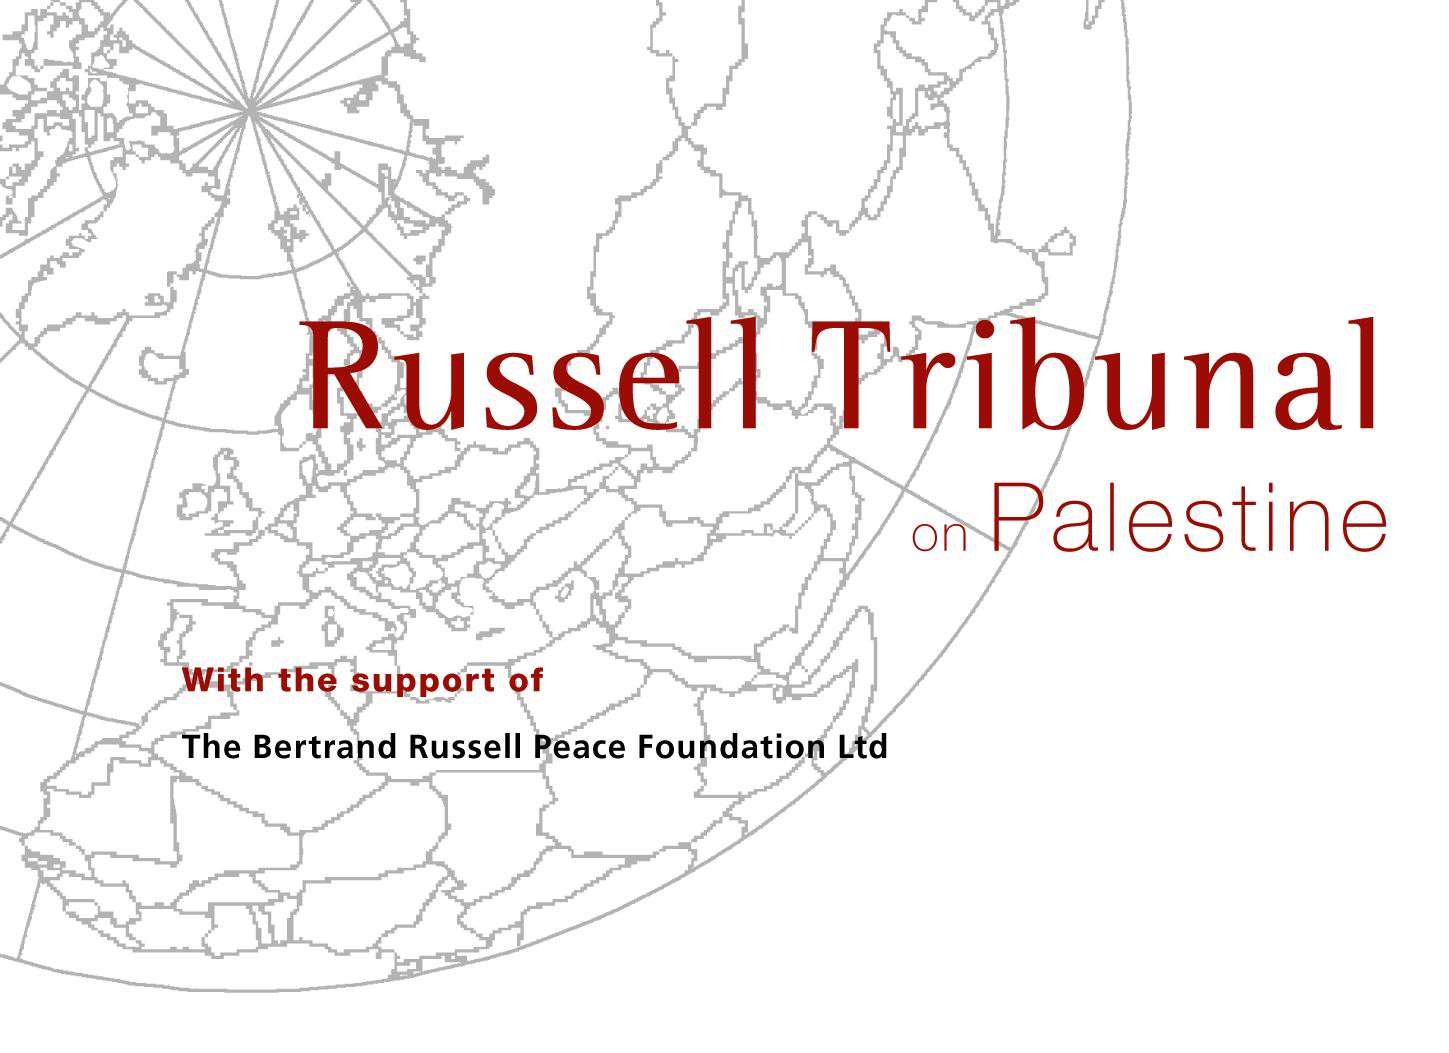 Russell Tribunal
on Palestine
With the support of
The Bertrand Russell Peace Foundation Ltd